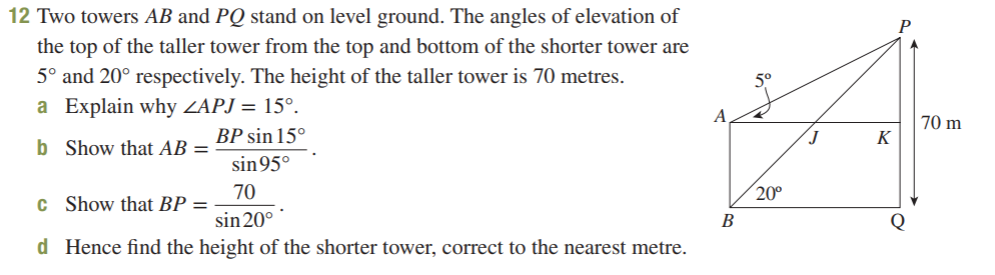 12 Two towers AB and PQ stand on level ground. The angles of elevation of
the top of the taller tower from the top and bottom of the shorter tower are
5° and 20° respectively. The height of the taller tower is 70 metres.
a Explain why ∠APJ = 15°.
b Show that AB = BP sin 15° / sin 95° .
c Show that BP = 70 / sin 20° .
d Hence find the height of the shorter tower, correct to the nearest metre.
P
5°
A
70 m
J
K
20°
B
Q